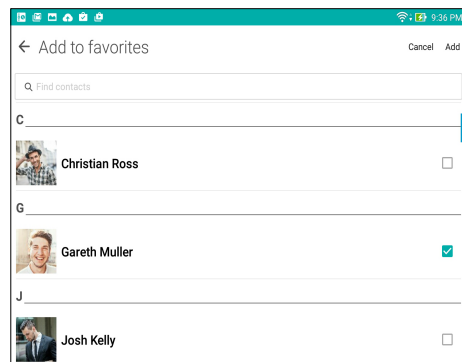 9:36 PM
Add to favorites
Cancel Add
Find contacts
C
Christian Ross
G
Gareth Muller
J
Josh Kelly